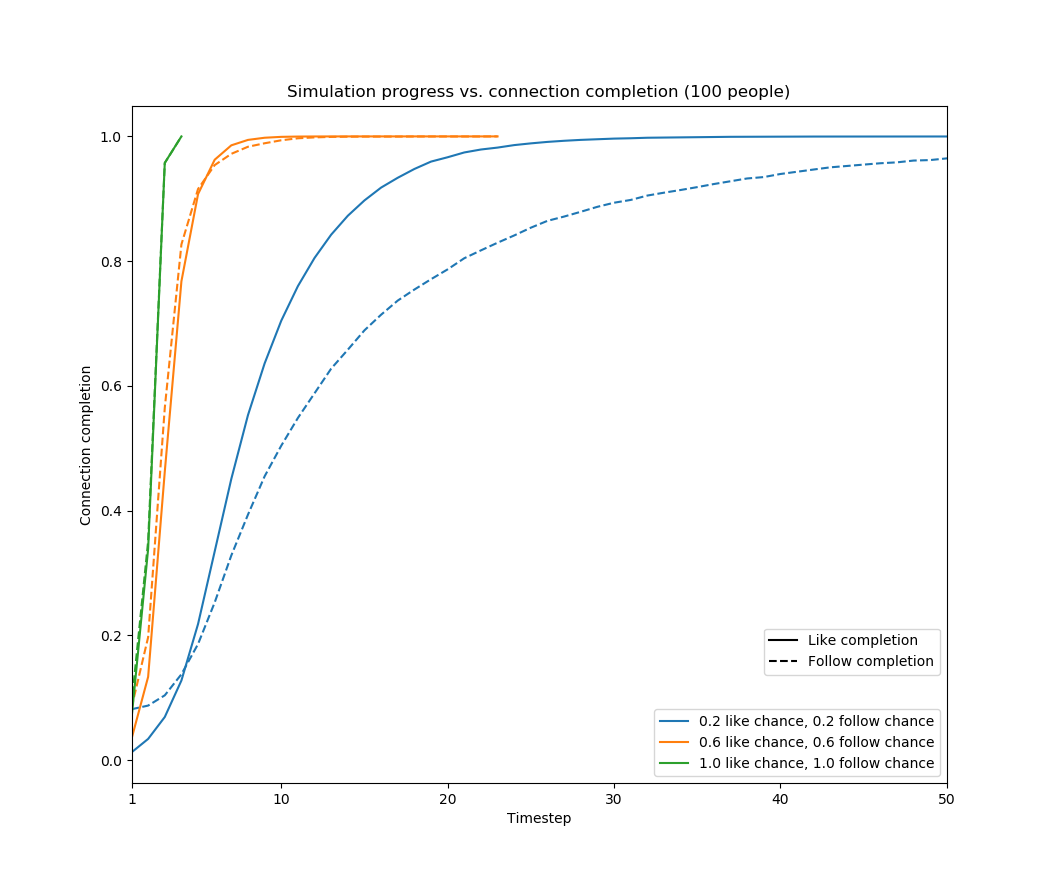 Simulation progress vs. connection completion (100 people)
Connection completion
1.0
0.8
0.6
0.4
0.2
0.0
Like completion
Follow completion
0.2 like chance, 0.2 follow chance
0.6 like chance, 0.6 follow chance
1.0 like chance, 1.0 follow chance
1 10 20 30 40 50
Timestep